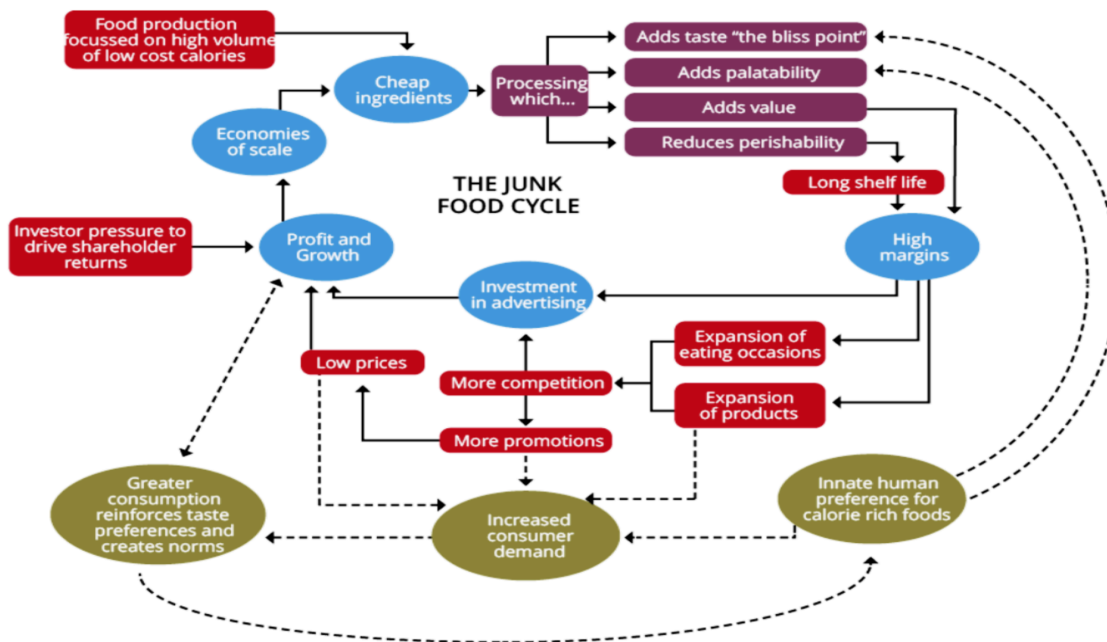 Food production
focussed on high volume
of low cost calories
Cheap
ingredients
Processing
which...
Adds taste “the bliss point”
Adds palatability
Adds value
Reduces perishability
Economies
of scale
THE JUNK
FOOD CYCLE
Long shelf life
Investor pressure to
drive shareholder
returns
Profit and
Growth
High
margins
Investment
in advertising
Expansion of
eating occasions
Low prices
More competition
Expansion
of products
More promotions
Greater
consumption
reinforces taste
preferences and
creates norms
Increased
consumer
demand
Innate human
preference for
calorie rich foods